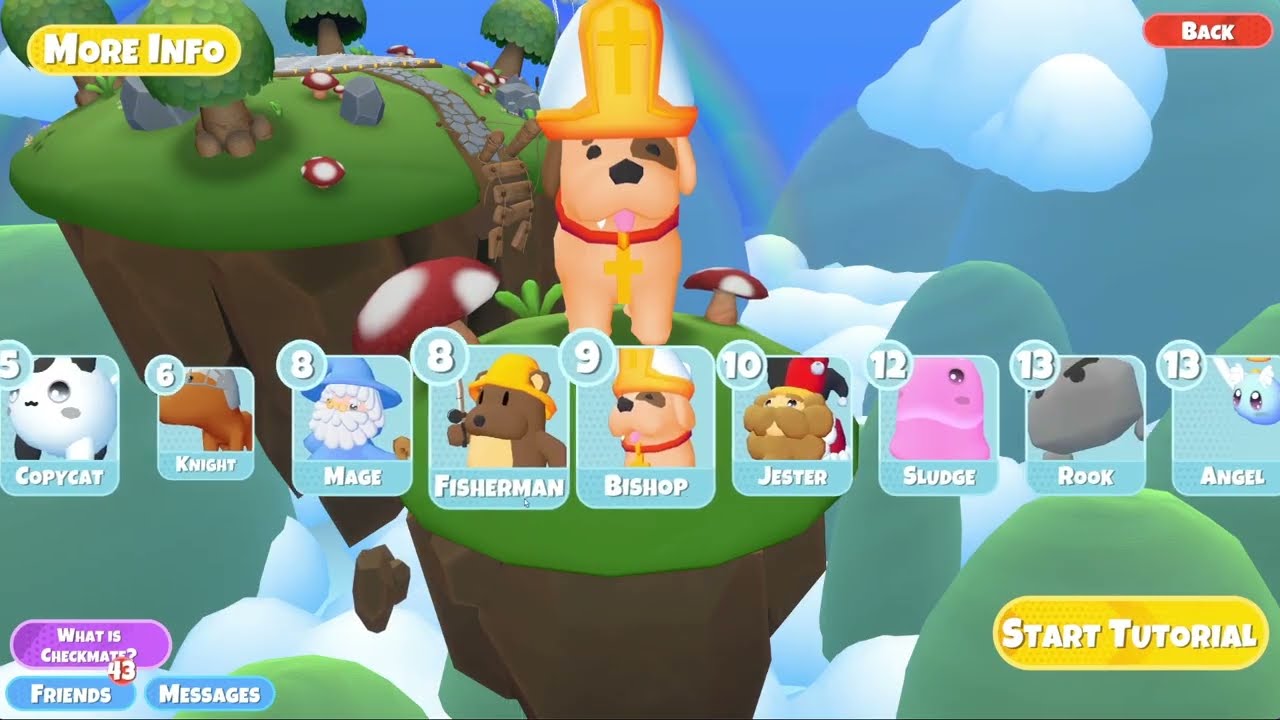 More Info
Back
5
6
8
8
9
10
12
13
13
Copycat
Knight
Mage
Fisherman
Bishop
Jester
Sludge
Rook
Angel
Start Tutorial
What is
Checkmate?
43
Friends
Messages